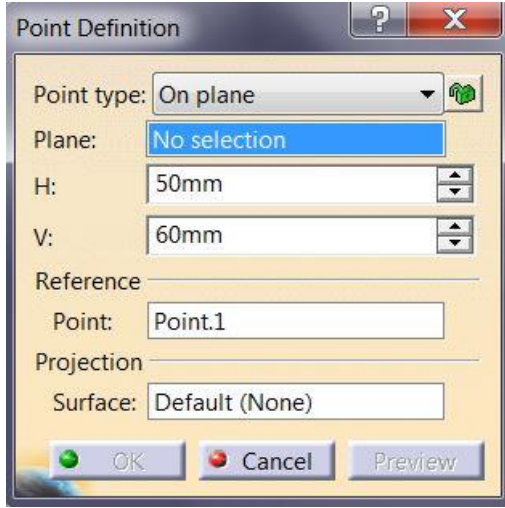 Point Definition
Point type: On plane
Plane: No selection
H: 50mm
V: 60mm
Reference
Point: Point.1
Projection
Surface: Default (None)
OK Cancel Preview